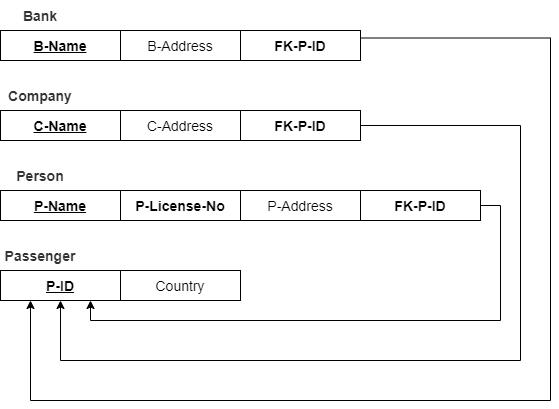 Bank
B-Name B-Address FK-P-ID
Company
C-Name C-Address FK-P-ID
Person
P-Name P-License-No P-Address FK-P-ID
Passenger
P-ID Country